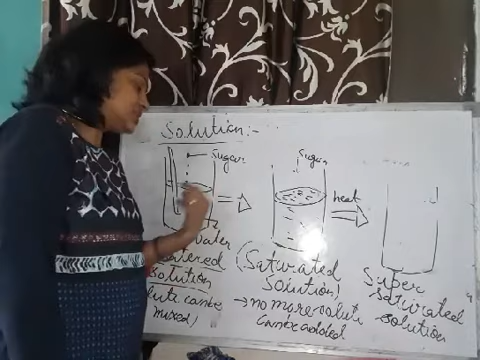 Solution:-
Sugar
Sugar
heat
water
(Saturated
solution)
solution
→ no more solute
can be added
mixed)
Super
saturated
solution